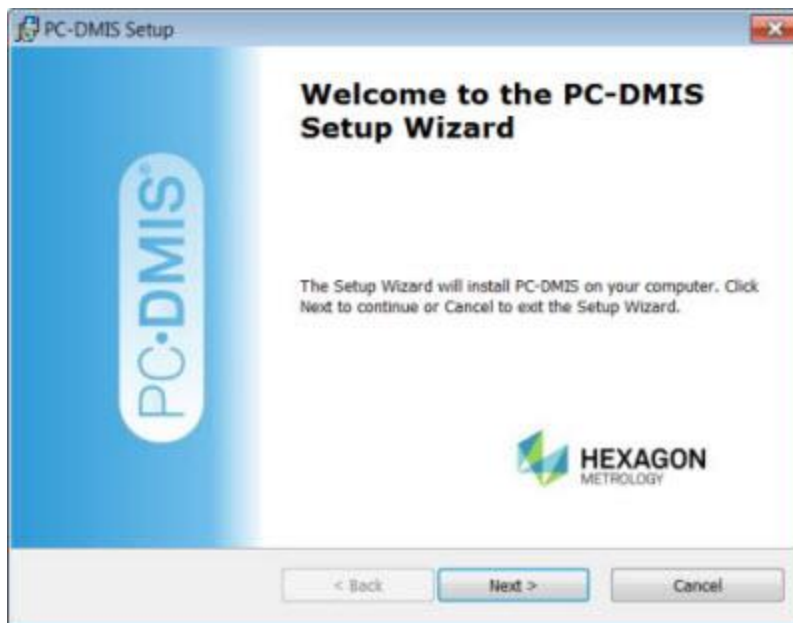 PC-DMIS Setup
Welcome to the PC-DMIS
Setup Wizard
The Setup Wizard will install PC-DMIS on your computer. Click
Next to continue or Cancel to exit the Setup Wizard.
PC•DMIS®
HEXAGON
METROLOGY
< Back
Next >
Cancel